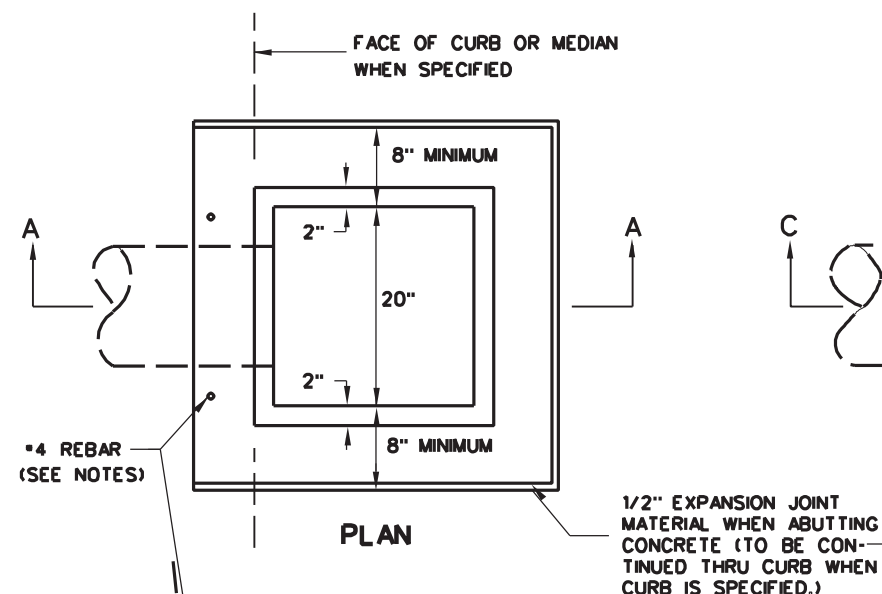 FACE OF CURB OR MEDIAN
WHEN SPECIFIED
8" MINIMUM
A
2"
A
C
20"
2"
#4 REBAR
(SEE NOTES)
8" MINIMUM
PLAN
1/2" EXPANSION JOINT
MATERIAL WHEN ABUTTING
CONCRETE (TO BE CON-
TINUED THRU CURB WHEN
CURB IS SPECIFIED.)